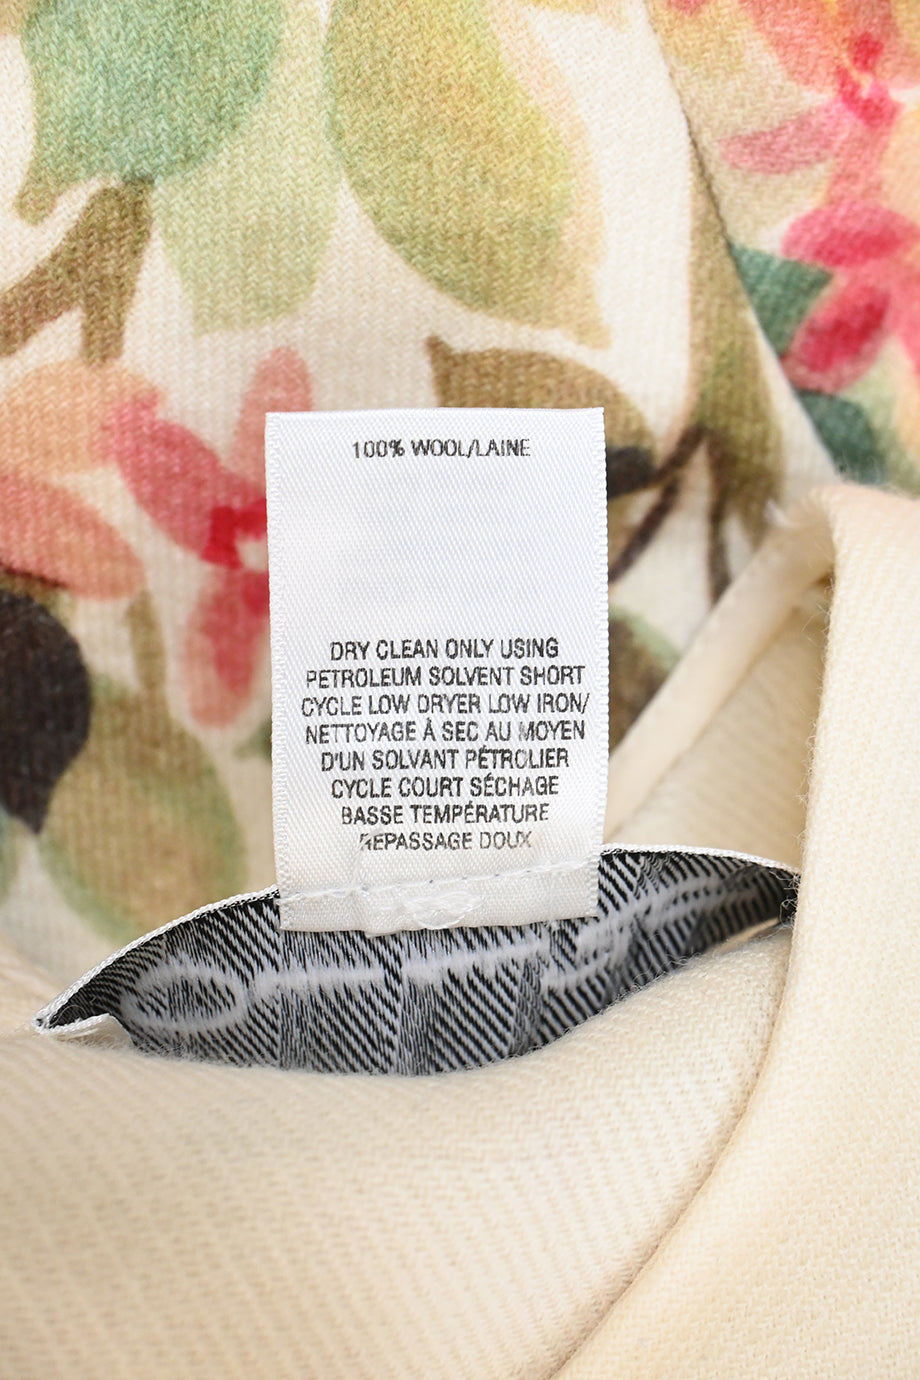 100% WOOL/LAINE
DRY CLEAN ONLY USING
PETROLEUM SOLVENT SHORT
CYCLE LOW DRYER LOW IRON/
NETTOYAGE À SEC AU MOYEN
D'UN SOLVANT PÉTROLIER
CYCLE COURT SÉCHAGE
BASSE TEMPÉRATURE
REPASSAGE DOUX